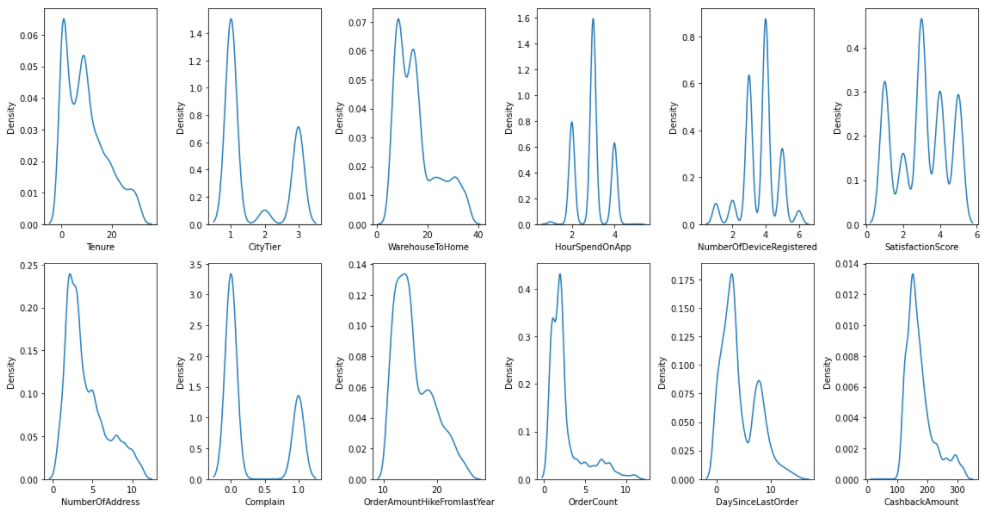 Density
0.06
0.05
0.04
0.03
0.02
0.01
0.00
0 20
Tenure
Density
1.4
1.2
1.0
0.8
0.6
0.4
0.2
0.0
1 2 3
CityTier
Density
0.07
0.06
0.05
0.04
0.03
0.02
0.01
0.00
0 20 40
WarehouseToHome
Density
1.6
1.4
1.2
1.0
0.8
0.6
0.4
0.2
0.0
2 4
HourSpendOnApp
Density
0.8
0.6
0.4
0.2
0.0
2 4 6
NumberOfDeviceRegistered
Density
0.4
0.3
0.2
0.1
0.0
0 2 4 6
SatisfactionScore
Density
0.25
0.20
0.15
0.10
0.05
0.00
0 5 10
NumberOfAddress
Density
3.5
3.0
2.5
2.0
1.5
1.0
0.5
0.0
0.0 0.5 1.0
Complain
Density
0.14
0.12
0.10
0.08
0.06
0.04
0.02
0.00
10 20
OrderAmountHikeFromlastYear
Density
0.4
0.3
0.2
0.1
0.0
0 5 10
OrderCount
Density
0.175
0.150
0.125
0.100
0.075
0.050
0.025
0.000
0 10
DaySinceLastOrder
Density
0.014
0.012
0.010
0.008
0.006
0.004
0.002
0.000
0 100 200 300
CashbackAmount